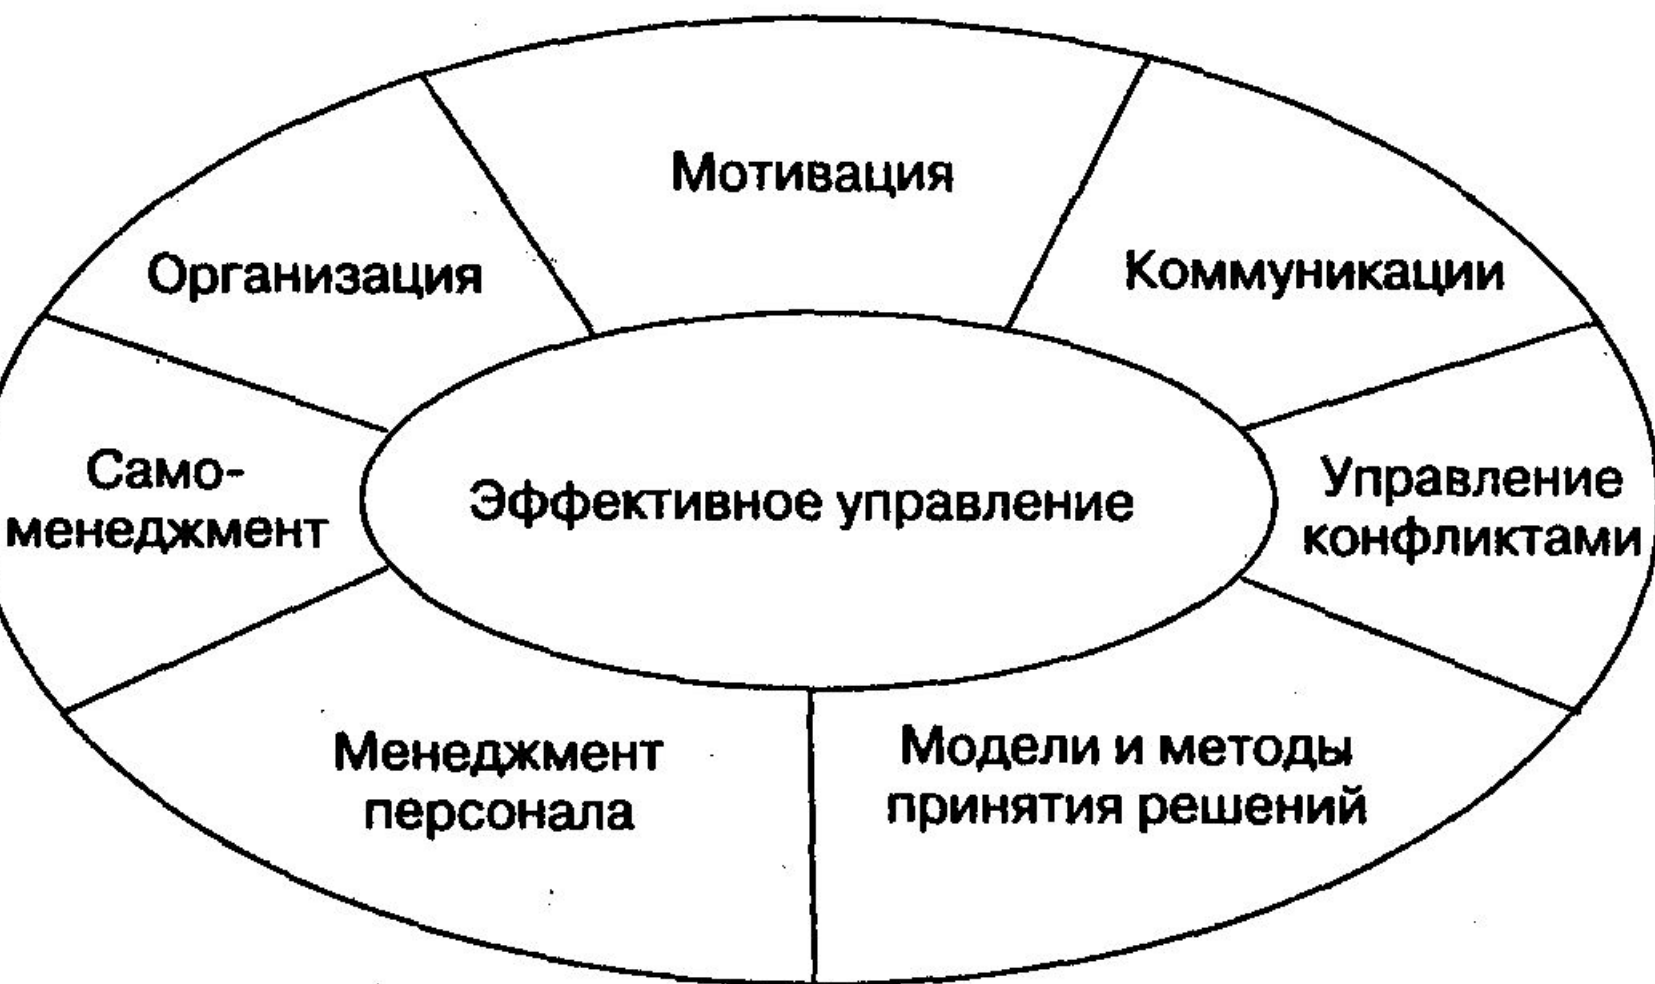 Мотивация
Организация
Коммуникации
Само-
менеджмент
Эффективное управление
Управление
конфликтами
Менеджмент
персонала
Модели и методы
принятия решений